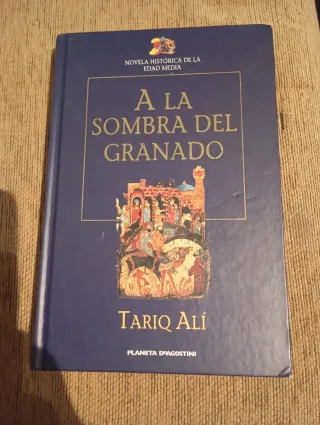 NOVELA HISTÓRICA DE LA
EDAD MEDIA
A LA
SOMBRA DEL
GRANADO
TARIQ ALÍ
PLANETA DEAGOSTINI